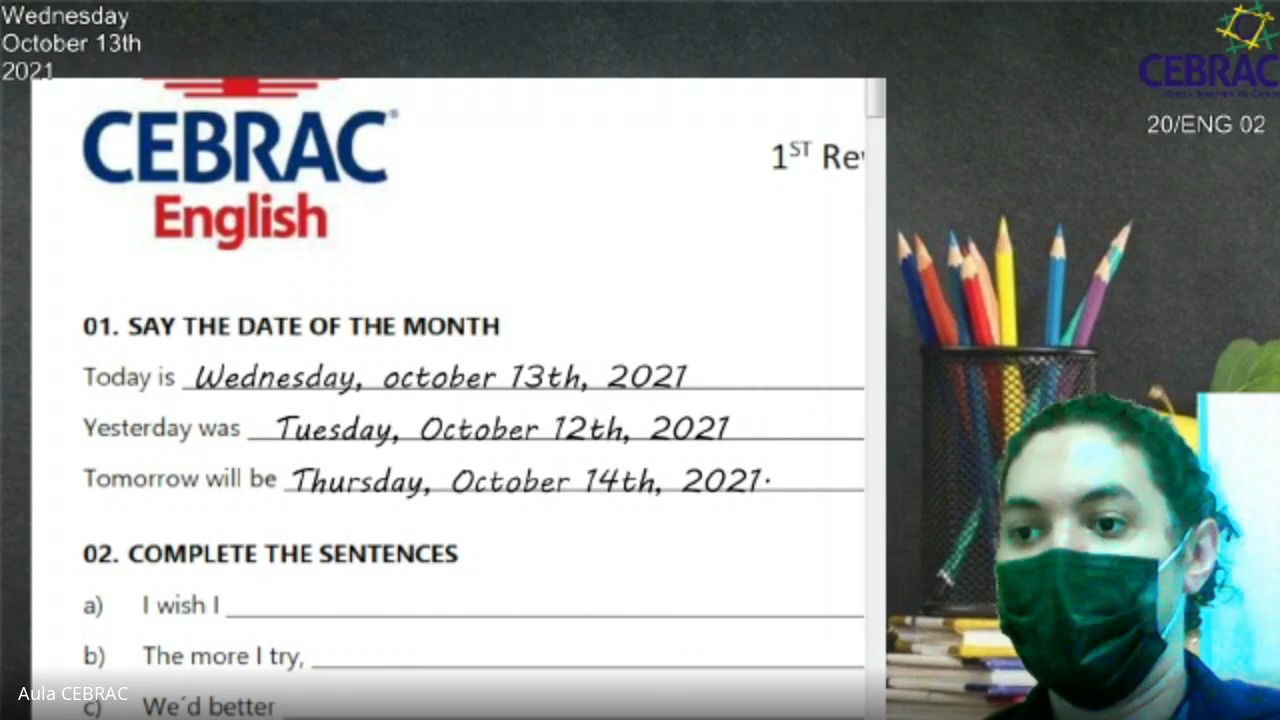 Wednesday
October 13th
2021
CEBRAC
20/ENG 02
CEBRAC®
English
1ST Re
01. SAY THE DATE OF THE MONTH
Today is Wednesday, october 13th, 2021
Yesterday was Tuesday, October 12th, 2021
Tomorrow will be Thursday, October 14th, 2021.
02. COMPLETE THE SENTENCES
a) I wish I
b) The more I try,
c) We´d better
Aula CEBRAC